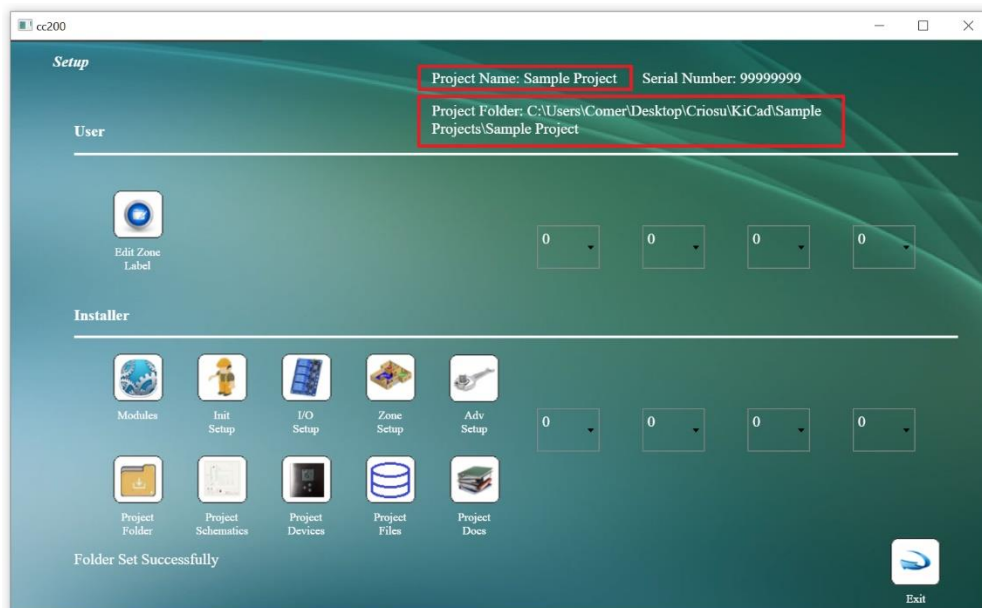 cc200
Setup
Project Name: Sample Project
Serial Number: 99999999
Project Folder: C:\Users\Comer\Desktop\Criosu\KiCad\Sample
Projects\Sample Project
User
Edit Zone
Label
0
0
0
0
Installer
Modules
Init
Setup
I/O
Setup
Zone
Setup
Adv
Setup
0
0
0
0
Project
Folder
Project
Schematics
Project
Devices
Project
Files
Project
Docs
Folder Set Successfully
Exit